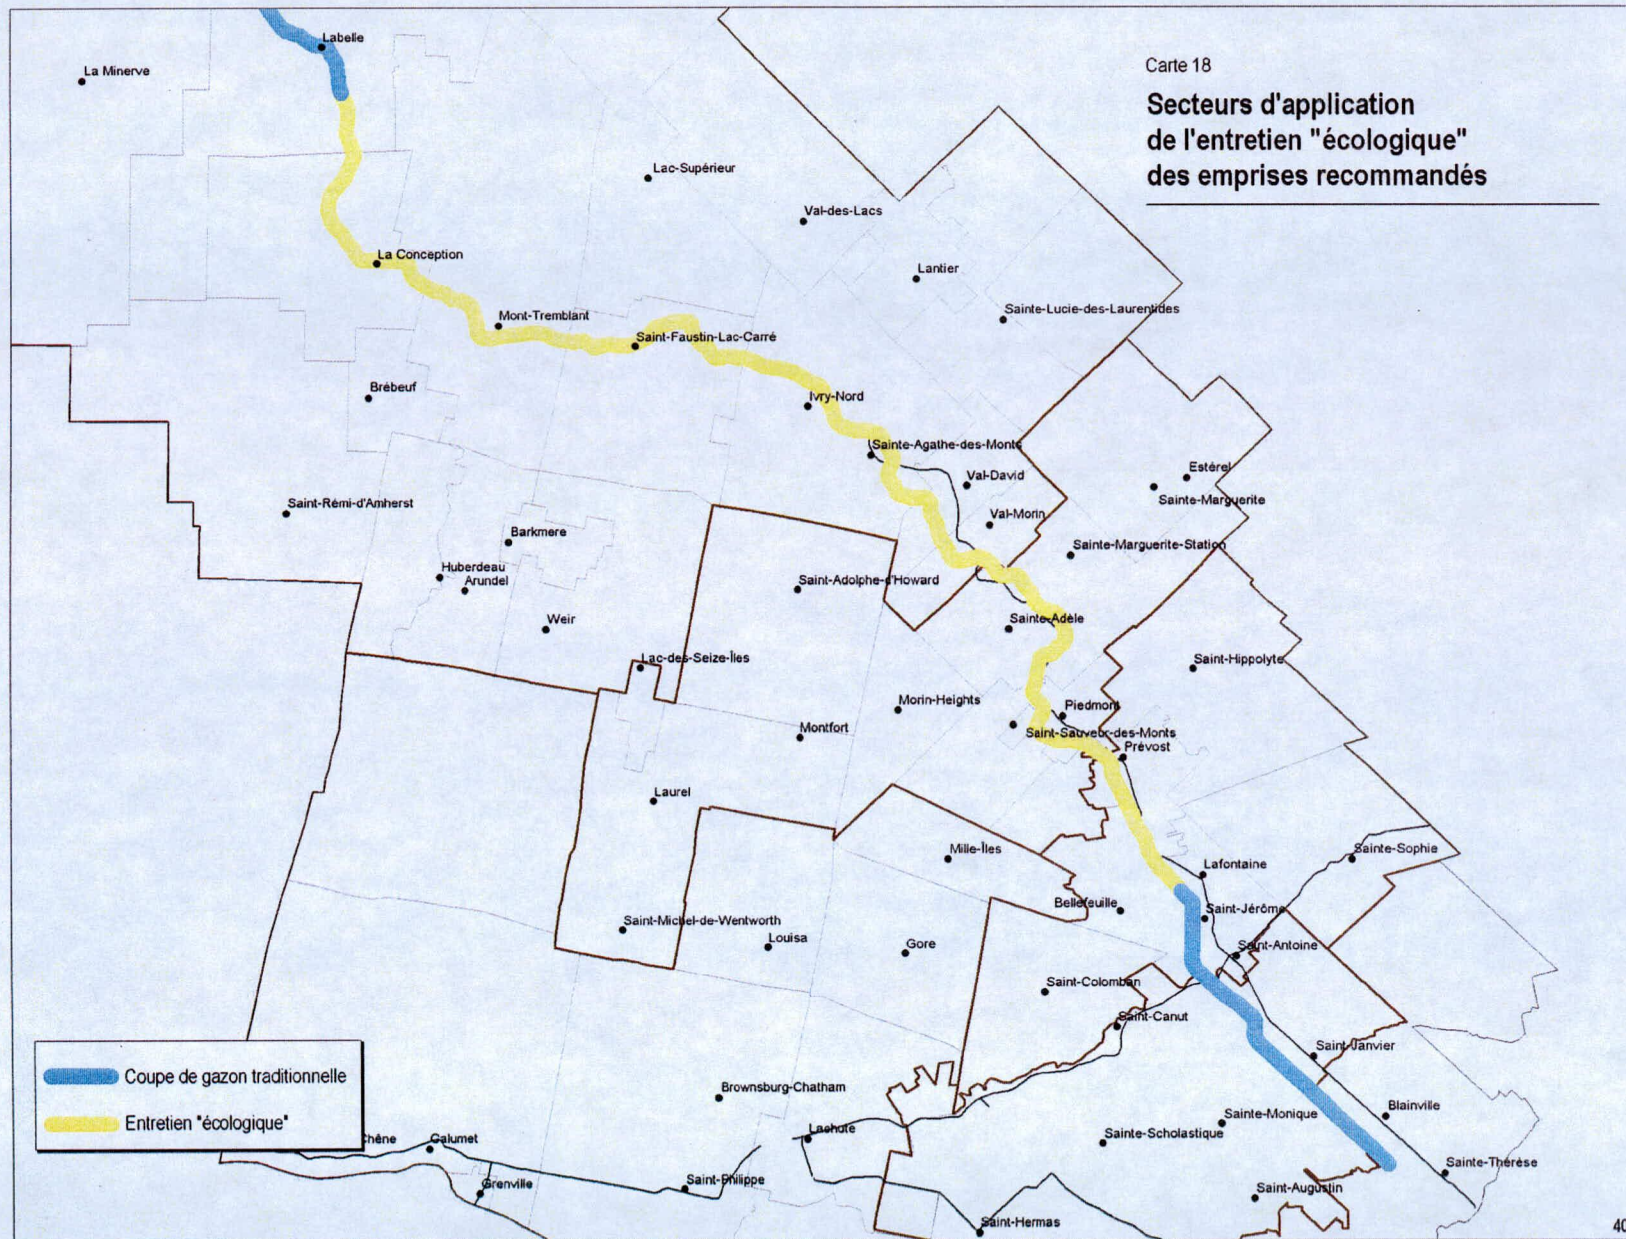 Carte 18
Secteurs d'application
de l'entretien "écologique"
des emprises recommandés
Labelle
La Minerve
Lac-Supérieur
Val-des-Lacs
La Conception
Lantier
Sainte-Lucie-des-Laurentides
Mont-Tremblant
Saint-Faustin-Lac-Carré
Brébeuf
Ivry-Nord
Sainte-Agathe-des-Monts
Val-David
Estérel
Sainte-Marguerite
Saint-Rémi-d'Amherst
Val-Morin
Barkmere
Sainte-Marguerite-Station
Huberdeau
Arundel
Saint-Adolphe-d'Howard
Weir
Sainte-Adèle
Lac-des-Seize-Îles
Saint-Hippolyte
Morin-Heights
Piedmont
Montfort
Saint-Sauveur-des-Monts
Prévost
Laurel
Mille-Îles
Sainte-Sophie
Lafontaine
Bellefeuille
Saint-Jérôme
Saint-Michel-de-Wentworth
Louisa
Gore
Saint-Antoine
Saint-Colomban
Saint-Canut
Saint-Janvier
Coupe de gazon traditionnelle
Entretien "écologique"
Brownsburg-Chatham
Blainville
Sainte-Monique
Chêne
Calumet
Lachute
Sainte-Scholastique
Sainte-Thérèse
Grenville
Saint-Philippe
Saint-Augustin
Saint-Hermas
40